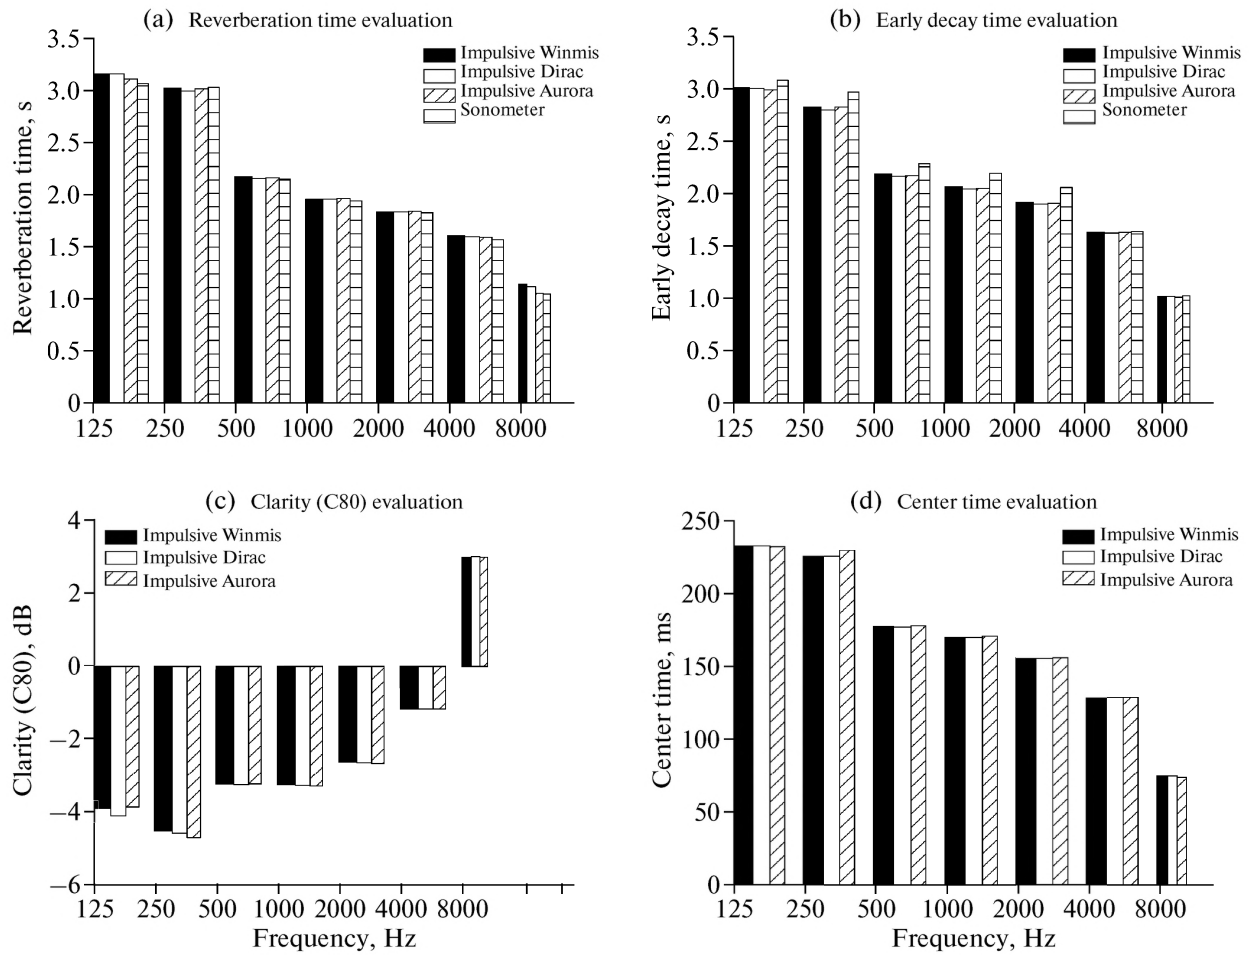 (a) Reverberation time evaluation
3.5
3.0
2.5
2.0
1.5
1.0
0.5
0
Reverberation time, s
Impulsive Winmis
Impulsive Dirac
Impulsive Aurora
Sonometer
125 250 500 1000 2000 4000 8000
(b) Early decay time evaluation
3.5
3.0
2.5
2.0
1.5
1.0
0.5
0
Early decay time, s
Impulsive Winmis
Impulsive Dirac
Impulsive Aurora
Sonometer
125 250 500 1000 2000 4000 8000
(c) Clarity (C80) evaluation
4
2
0
−2
−4
−6
Clarity (C80), dB
Impulsive Winmis
Impulsive Dirac
Impulsive Aurora
125 250 500 1000 2000 4000 8000
Frequency, Hz
(d) Center time evaluation
250
200
150
100
50
0
Center time, ms
Impulsive Winmis
Impulsive Dirac
Impulsive Aurora
125 250 500 1000 2000 4000 8000
Frequency, Hz